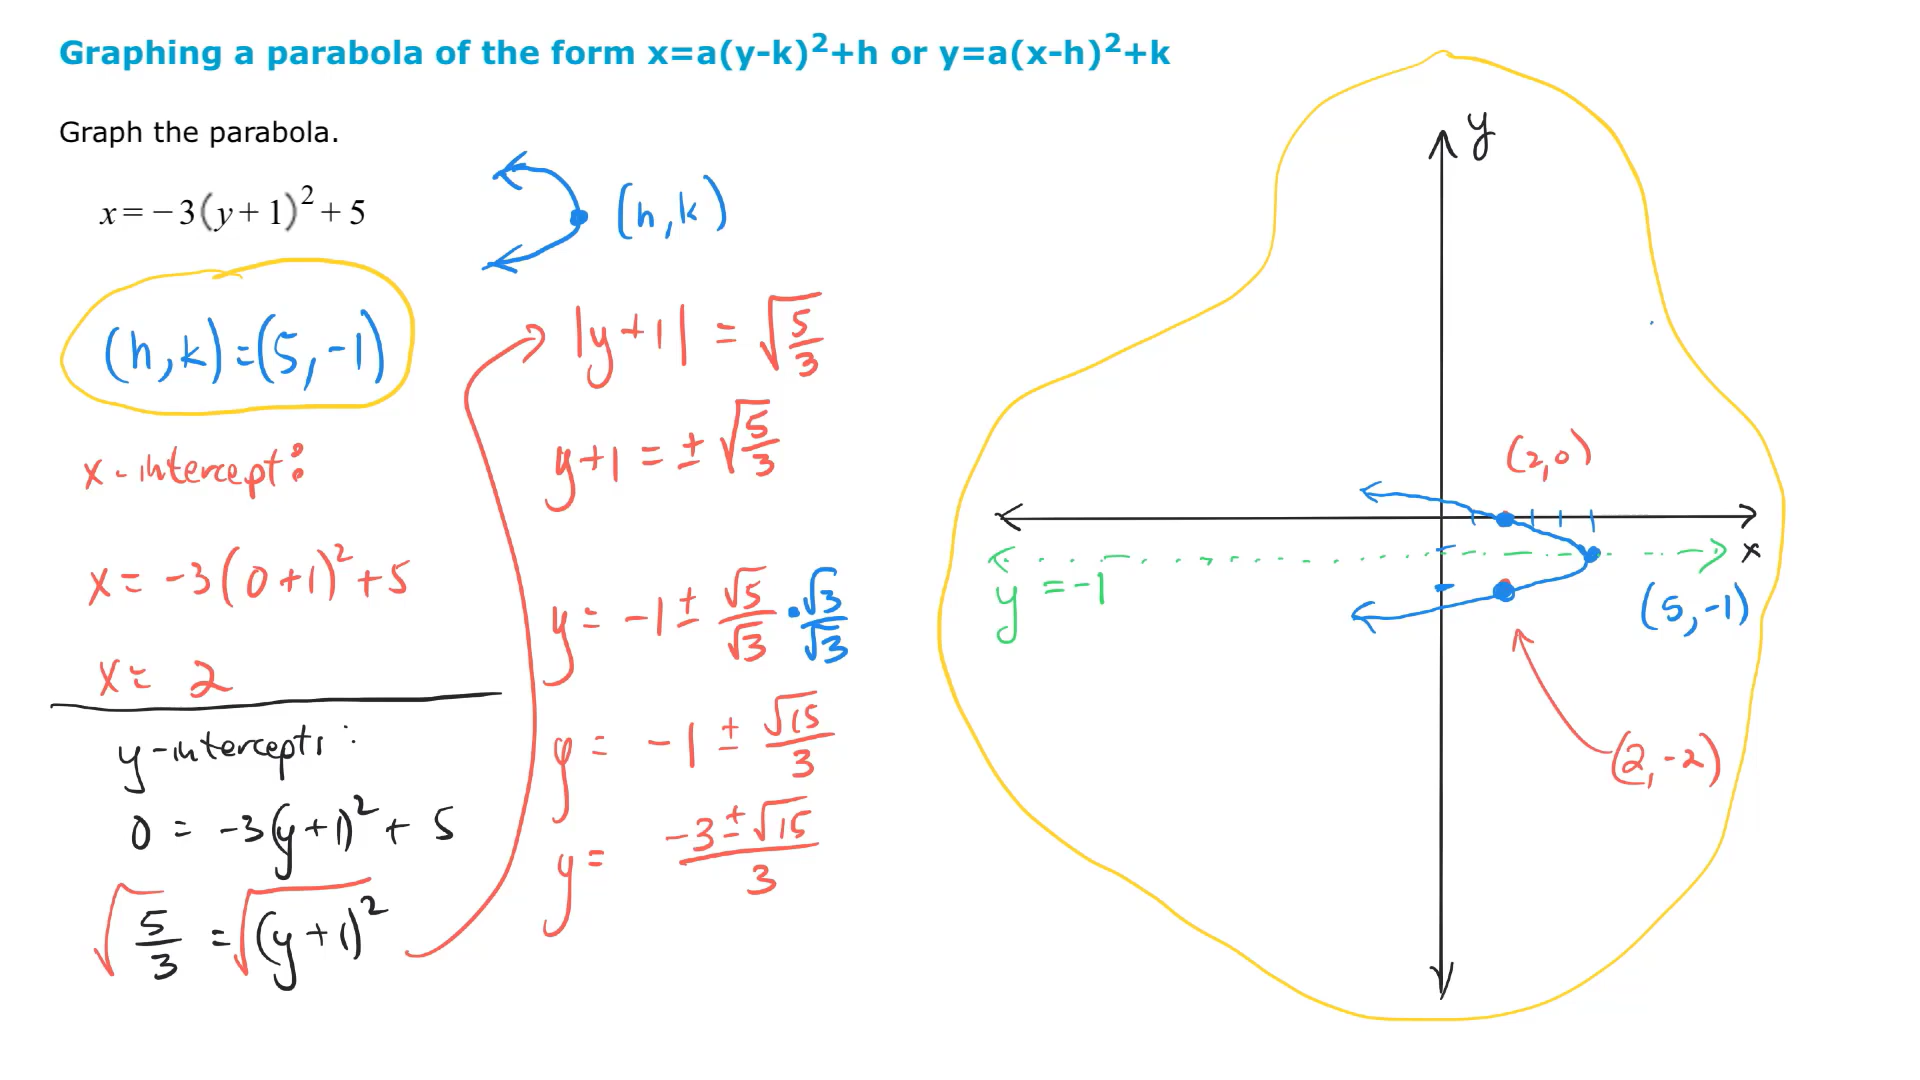 Graphing a parabola of the form x=a(y-k)²+h or y=a(x-h)²+k
Graph the parabola.
x = − 3(y + 1)² + 5
(h,k)
(h,k)=(5,-1)
x-intercept:
x = -3(0+1)²+5
x = 2
y-intercepts:
0 = -3(y+1)² + 5
√(5/3) = √(y+1)²
|y+1| = √(5/3)
y+1 = ± √(5/3)
y = -1 ± √5/√3 · √3/√3
y = -1 ± √15/3
y = (-3 ± √15)/3
y
(2,0)
x
y = -1
(5,-1)
(2,-2)